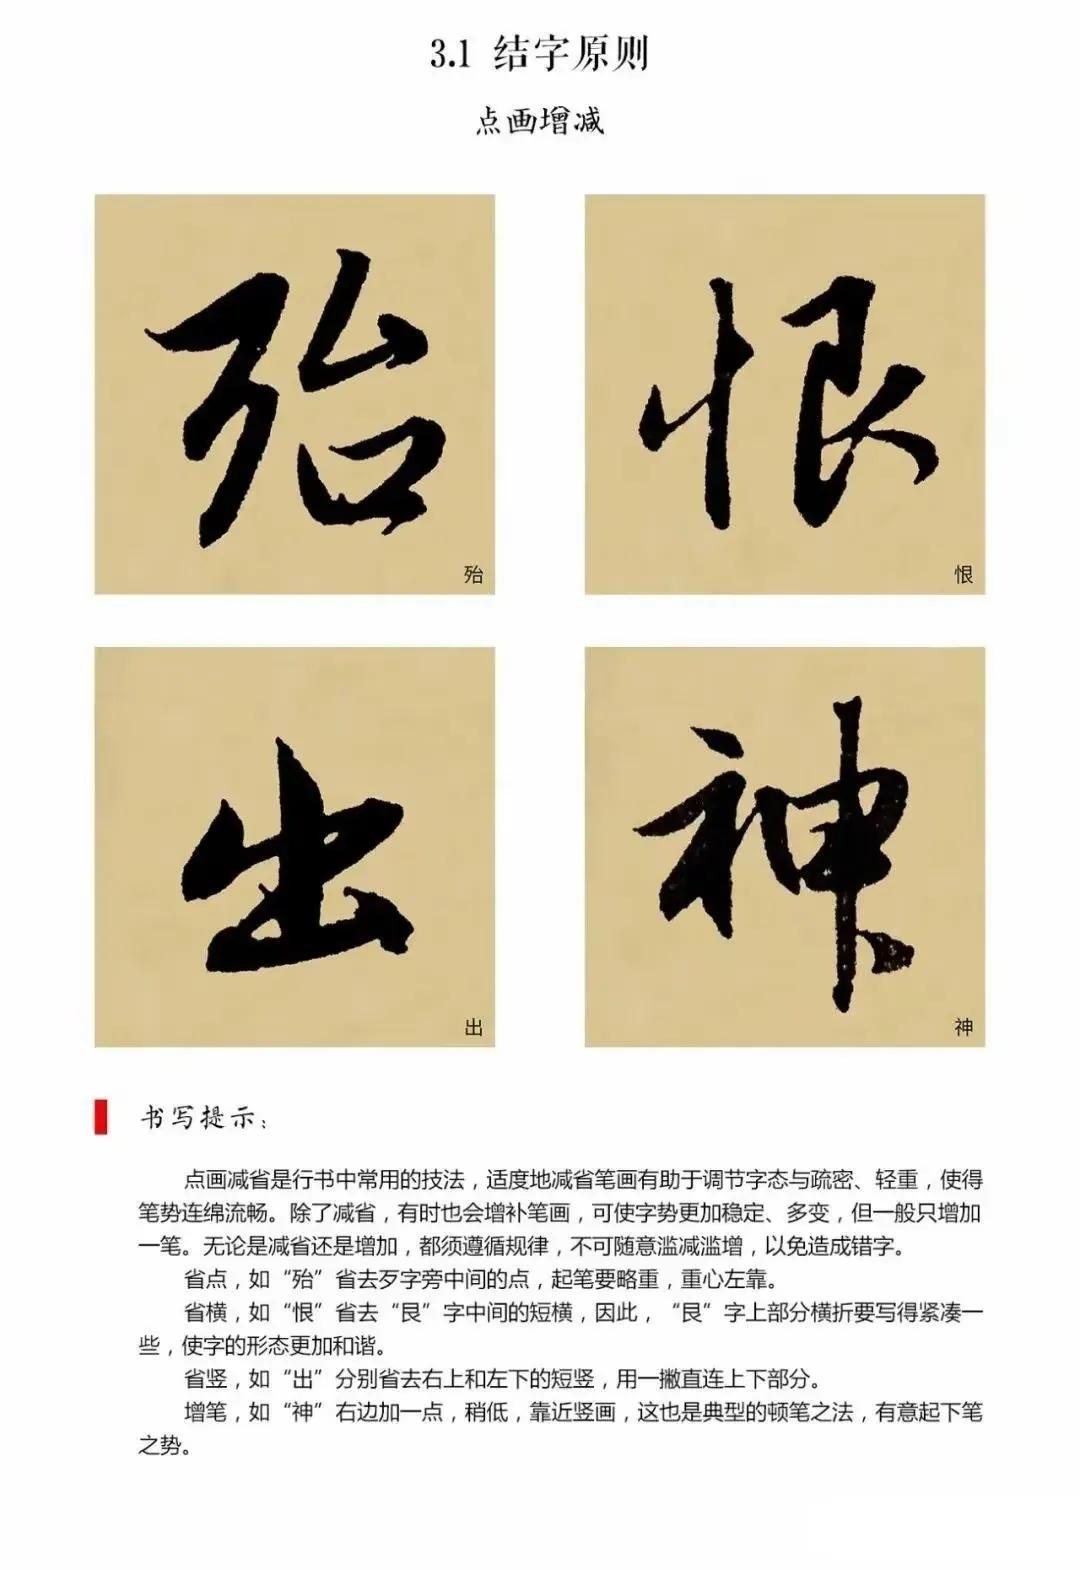 3.1 结字原则
点画增减
殆 恨
殆 恨
出 神
出 神
书写提示：
点画减省是行书中常用的技法，适度地减省笔画有助于调节字态与疏密、轻重，使得
笔势连绵流畅。除了减省，有时也会增补笔画，可使字势更加稳定、多变，但一般只增加
一笔。无论是减省还是增加，都须遵循规律，不可随意滥减滥增，以免造成错字。
省点，如“殆”省去歹字旁中间的点，起笔要略重，重心左靠。
省横，如“恨”省去“艮”字中间的短横，因此，“艮”字上部分横折要写得紧凑一
些，使字的形态更加和谐。
省竖，如“出”分别省去右上和左下的短竖，用一撇直连上下部分。
增笔，如“神”右边加一点，稍低，靠近竖画，这也是典型的顿笔之法，有意起下笔
之势。